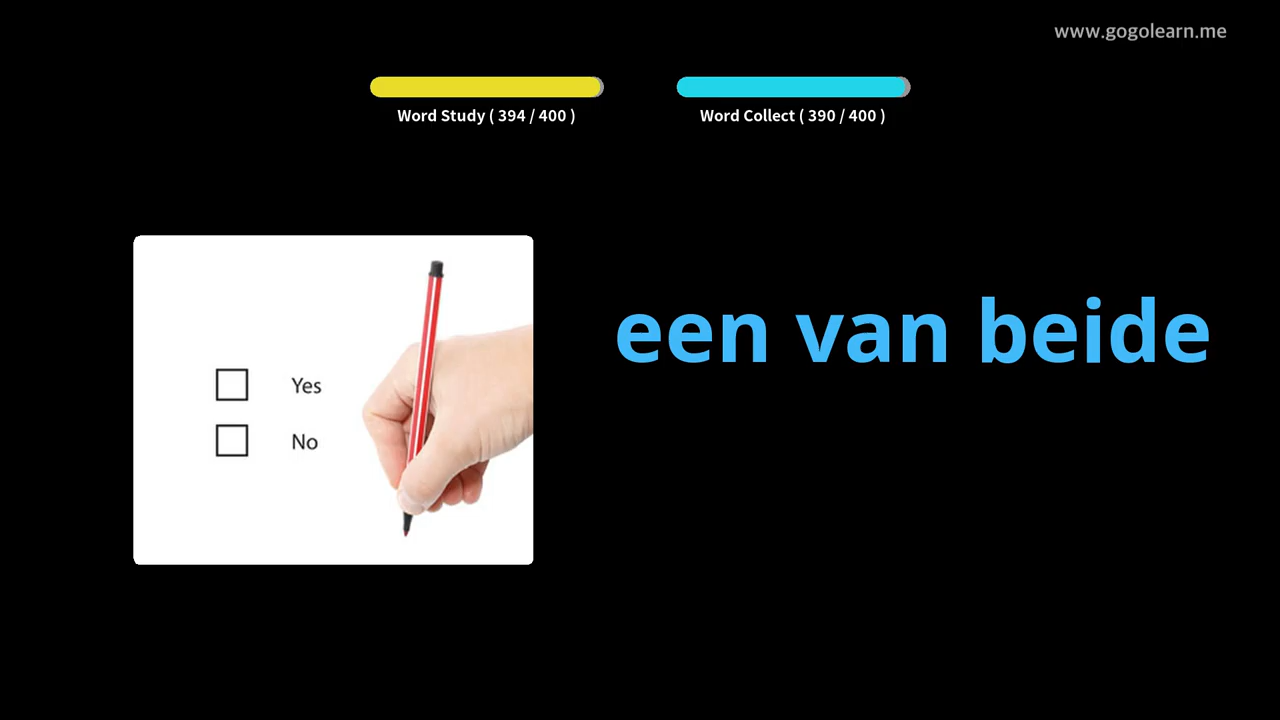 www.gogolearn.me
Word Study ( 394 / 400 )
Word Collect ( 390 / 400 )
een van beide
Yes
No